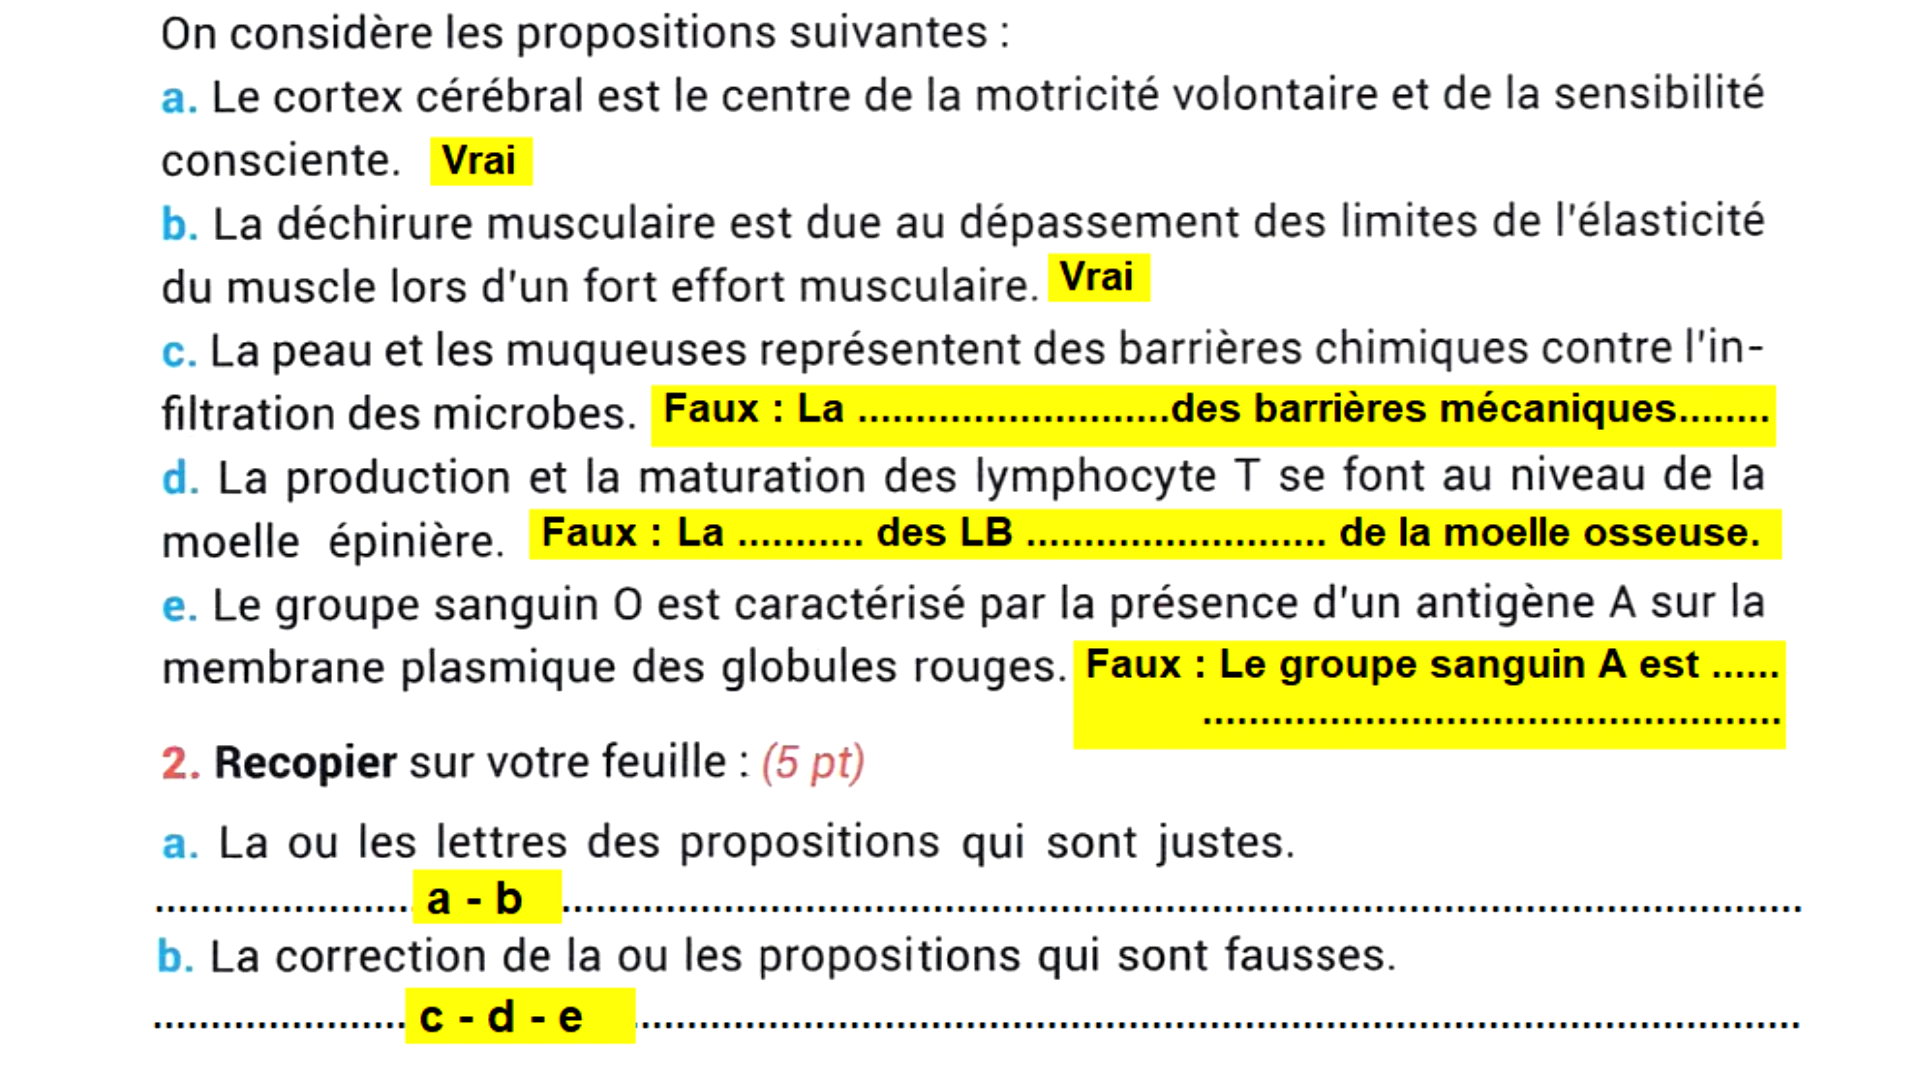 On considère les propositions suivantes :
a. Le cortex cérébral est le centre de la motricité volontaire et de la sensibilité
consciente. Vrai
b. La déchirure musculaire est due au dépassement des limites de l'élasticité
du muscle lors d'un fort effort musculaire. Vrai
c. La peau et les muqueuses représentent des barrières chimiques contre l'in-
filtration des microbes. Faux : La ...........................des barrières mécaniques........
d. La production et la maturation des lymphocyte T se font au niveau de la
moelle épinière. Faux : La ........... des LB .......................... de la moelle osseuse.
e. Le groupe sanguin O est caractérisé par la présence d'un antigène A sur la
membrane plasmique des globules rouges. Faux : Le groupe sanguin A est ......
..................................................
2. Recopier sur votre feuille : (5 pt)
a. La ou les lettres des propositions qui sont justes.
...................... a - b ..........................................................................................................
b. La correction de la ou les propositions qui sont fausses.
...................... c - d - e ....................................................................................................